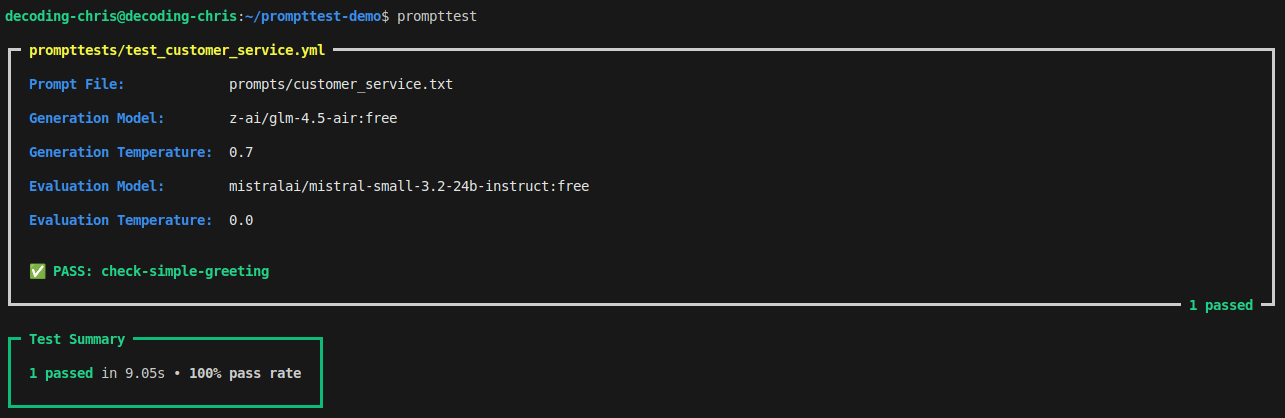 decoding-chris@decoding-chris:~/prompttest-demo$ prompttest
prompttests/test_customer_service.yml
Prompt File: prompts/customer_service.txt
Generation Model: z-ai/glm-4.5-air:free
Generation Temperature: 0.7
Evaluation Model: mistralai/mistral-small-3.2-24b-instruct:free
Evaluation Temperature: 0.0
✅ PASS: check-simple-greeting
1 passed
Test Summary
1 passed in 9.05s • 100% pass rate